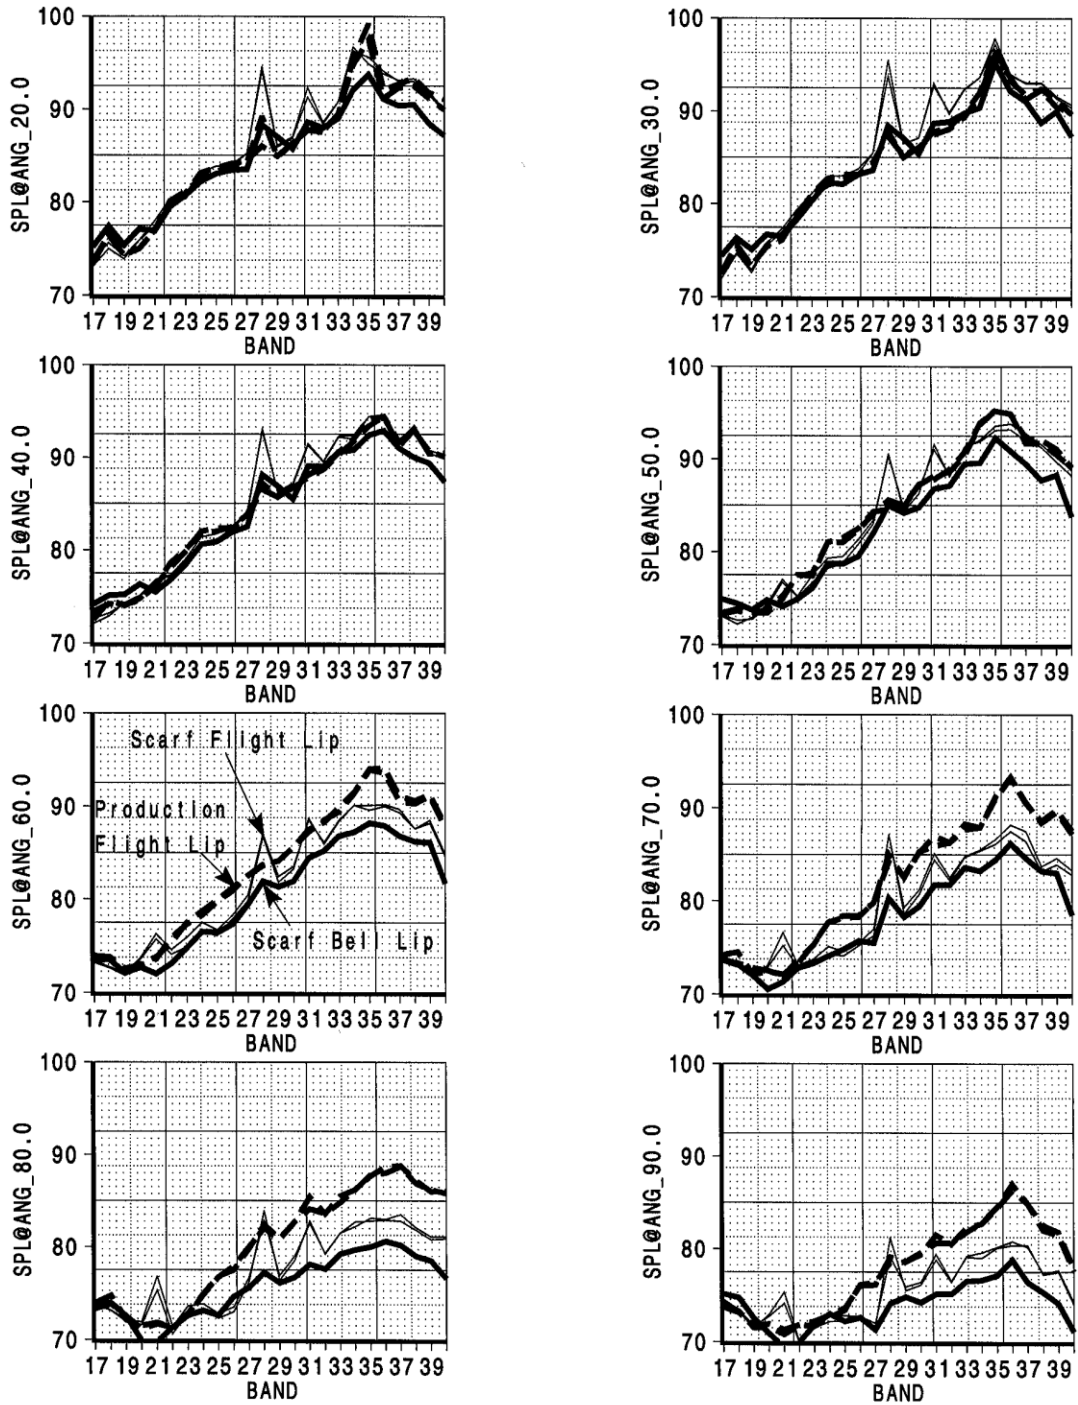 SPL@ANG_20.0
100
90
80
70
17 19 21 23 25 27 29 31 33 35 37 39
BAND
SPL@ANG_30.0
100
90
80
70
17 19 21 23 25 27 29 31 33 35 37 39
BAND
SPL@ANG_40.0
100
90
80
70
17 19 21 23 25 27 29 31 33 35 37 39
BAND
SPL@ANG_50.0
100
90
80
70
17 19 21 23 25 27 29 31 33 35 37 39
BAND
SPL@ANG_60.0
100
90
80
70
Scarf Flight Lip
Production
Flight Lip
Scarf Bell Lip
17 19 21 23 25 27 29 31 33 35 37 39
BAND
SPL@ANG_70.0
100
90
80
70
17 19 21 23 25 27 29 31 33 35 37 39
BAND
SPL@ANG_80.0
100
90
80
70
17 19 21 23 25 27 29 31 33 35 37 39
BAND
SPL@ANG_90.0
100
90
80
70
17 19 21 23 25 27 29 31 33 35 37 39
BAND